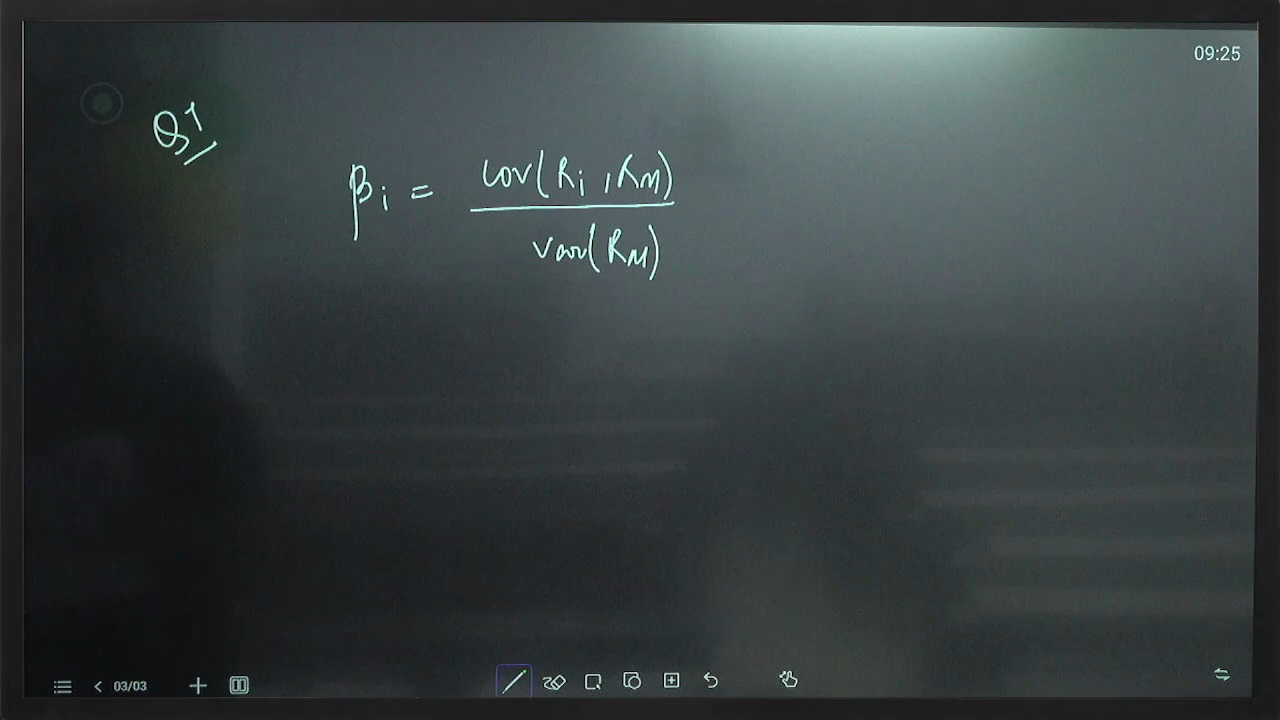 09:25
Q1
βi = cov(Ri, RM)
var(RM)
03/03